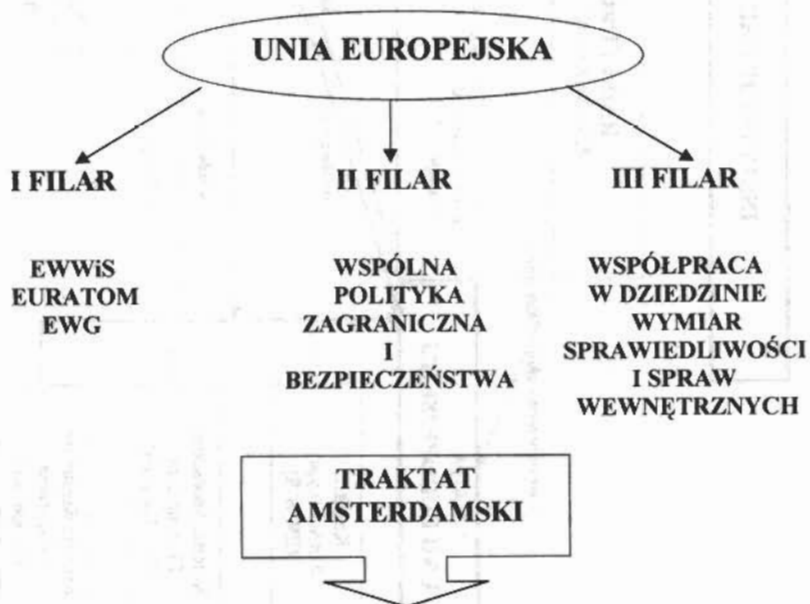 UNIA EUROPEJSKA
I FILAR
II FILAR
III FILAR
EWWiS
EURATOM
EWG
WSPÓLNA
POLITYKA
ZAGRANICZNA
I
BEZPIECZEŃSTWA
WSPÓŁPRACA
W DZIEDZINIE
WYMIAR
SPRAWIEDLIWOŚCI
I SPRAW
WEWNĘTRZNYCH
TRAKTAT
AMSTERDAMSKI